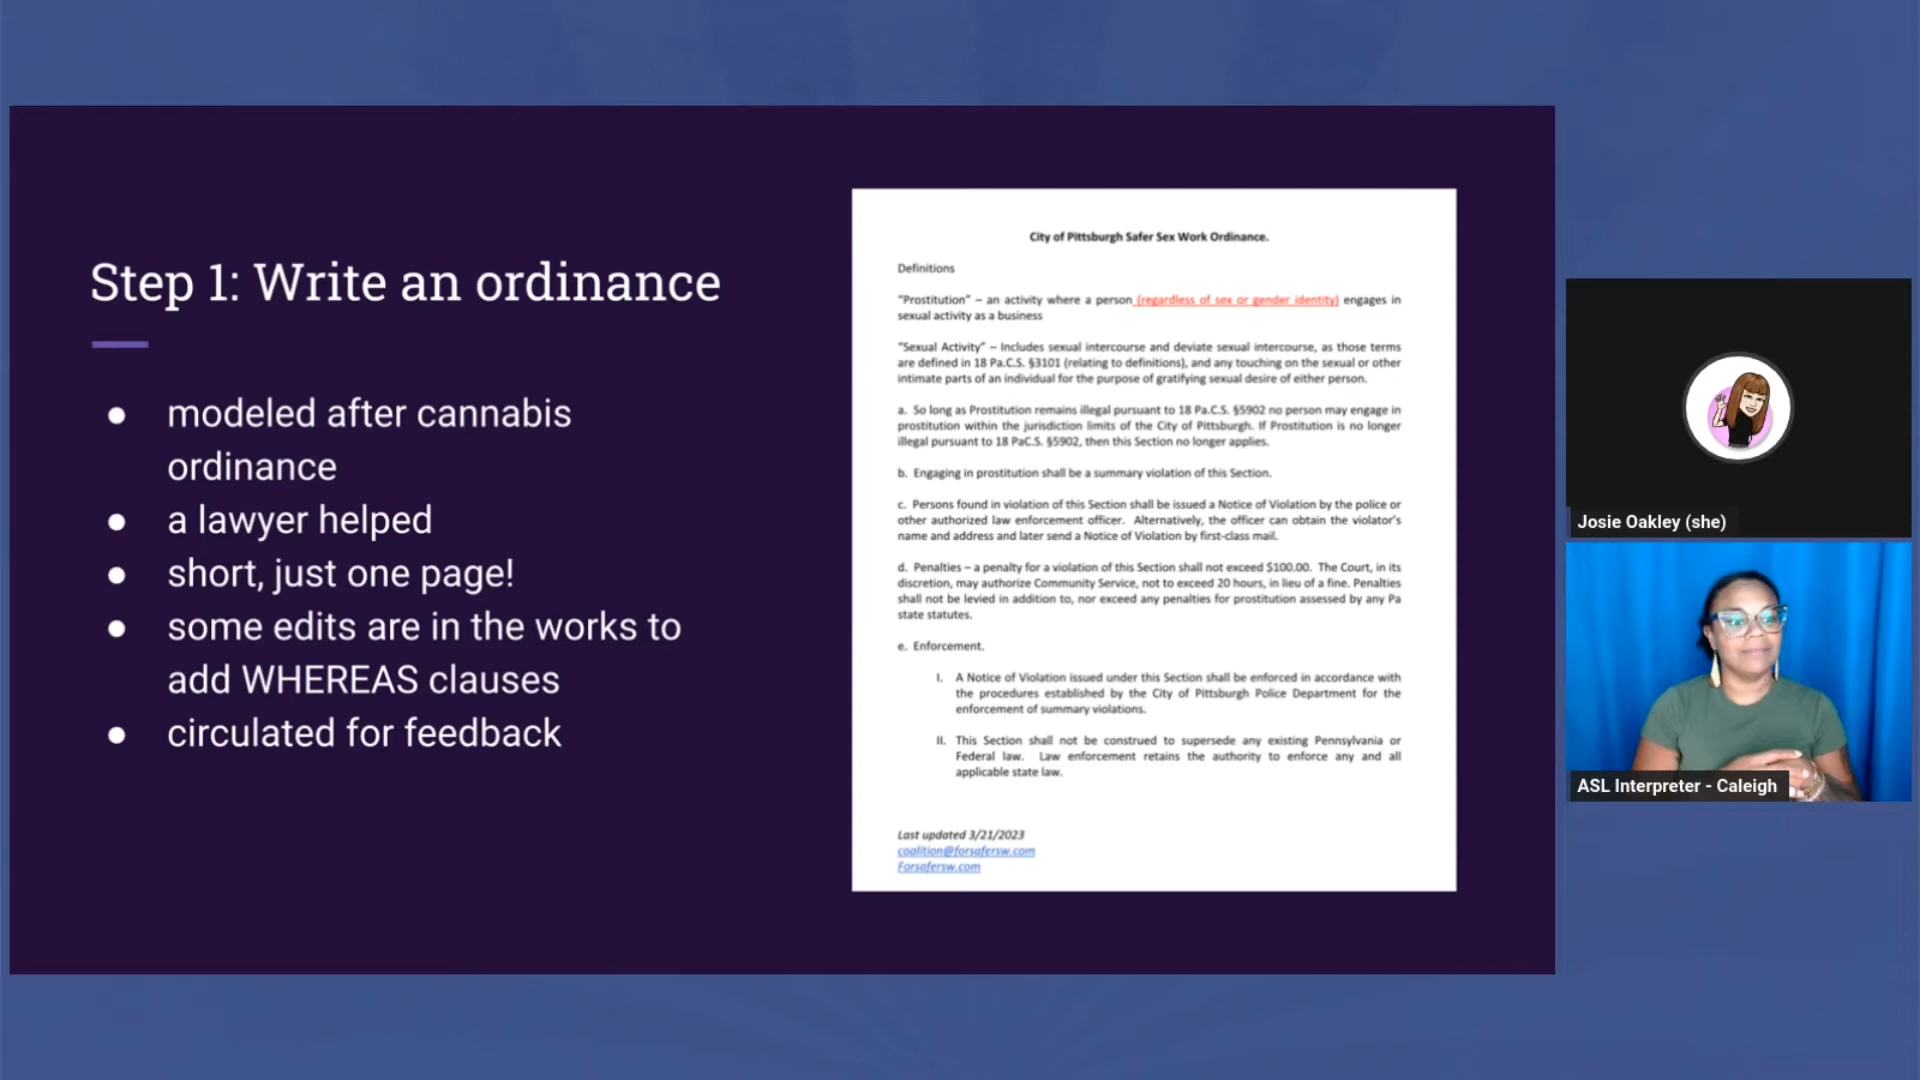 Step 1: Write an ordinance
● modeled after cannabis
ordinance
● a lawyer helped
● short, just one page!
● some edits are in the works to
add WHEREAS clauses
● circulated for feedback
City of Pittsburgh Safer Sex Work Ordinance.
Definitions
“Prostitution” – an activity where a person (regardless of sex or gender identity) engages in
sexual activity as a business
“Sexual Activity” – Includes sexual intercourse and deviate sexual intercourse, as those terms
are defined in 18 Pa.C.S. §3101 (relating to definitions), and any touching on the sexual or other
intimate parts of an individual for the purpose of gratifying sexual desire of either person.
a. So long as Prostitution remains illegal pursuant to 18 Pa.C.S. §5902 no person may engage in
prostitution within the jurisdiction limits of the City of Pittsburgh. If Prostitution is no longer
illegal pursuant to 18 PaC.S. §5902, then this Section no longer applies.
b. Engaging in prostitution shall be a summary violation of this Section.
c. Persons found in violation of this Section shall be issued a Notice of Violation by the police or
other authorized law enforcement officer. Alternatively, the officer can obtain the violator’s
name and address and later send a Notice of Violation by first-class mail.
d. Penalties – a penalty for a violation of this Section shall not exceed $100.00. The Court, in its
discretion, may authorize Community Service, not to exceed 20 hours, in lieu of a fine. Penalties
shall not be levied in addition to, nor exceed any penalties for prostitution assessed by any Pa
state statutes.
e. Enforcement.
I. A Notice of Violation issued under this Section shall be enforced in accordance with
the procedures established by the City of Pittsburgh Police Department for the
enforcement of summary violations.
II. This Section shall not be construed to supersede any existing Pennsylvania or
Federal law. Law enforcement retains the authority to enforce any and all
applicable state law.
Last updated 3/21/2023
coalition@forsafersw.com
Forsafersw.com
Josie Oakley (she)
ASL Interpreter - Caleigh